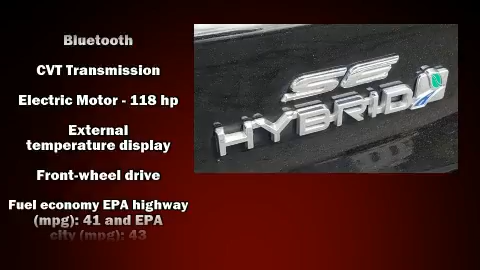 Bluetooth
CVT Transmission
Electric Motor - 118 hp
External
temperature display
Front-wheel drive
Fuel economy EPA highway
(mpg): 41 and EPA
city (mpg): 43
SE
HYBRID